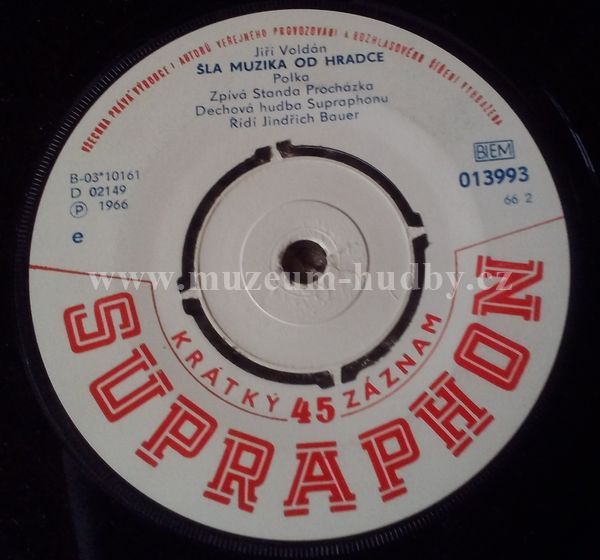 VŠECHNA PRÁVA VÝROBCE I AUTORŮ VEŘEJNÉHO PROVOZOVÁNÍ A ROZHLASOVÉHO ŠÍŘENÍ VYHRAZENA
Jiří Voldán
ŠLA MUZIKA OD HRADCE
Polka
Zpívá Standa Procházka
Dechová hudba Supraphonu
Řídí Jindřich Bauer
B-03*10161
D 02149
Ⓟ 1966
e
BIEM
013993
66 2
www.muzeum-hudby.cz
KRÁTKÝ 45 ZÁZNAM
SUPRAPHON